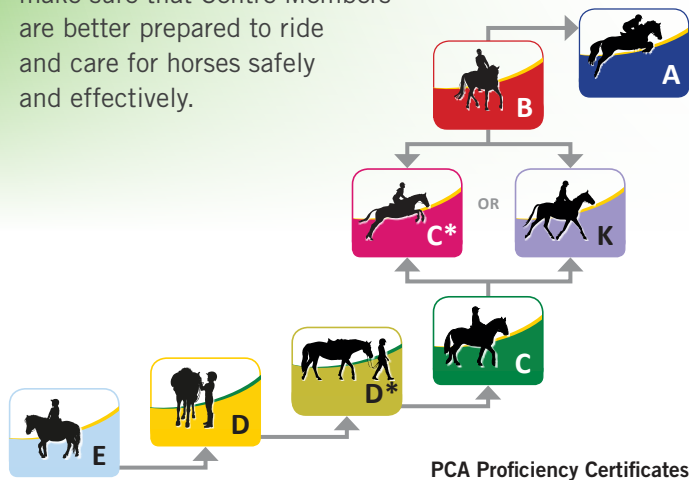 make sure that Centre Members
are better prepared to ride
and care for horses safely
and effectively.
B
A
C*
OR
K
C
D*
D
E
PCA Proficiency Certificates